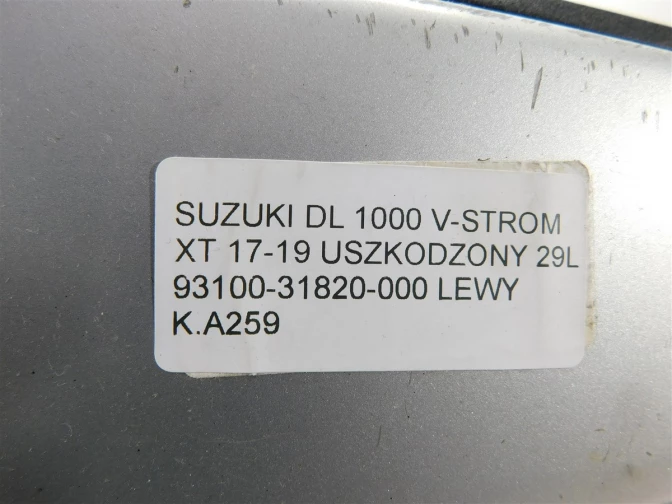 SUZUKI DL 1000 V-STROM
XT 17-19 USZKODZONY 29L
93100-31820-000 LEWY
K.A259